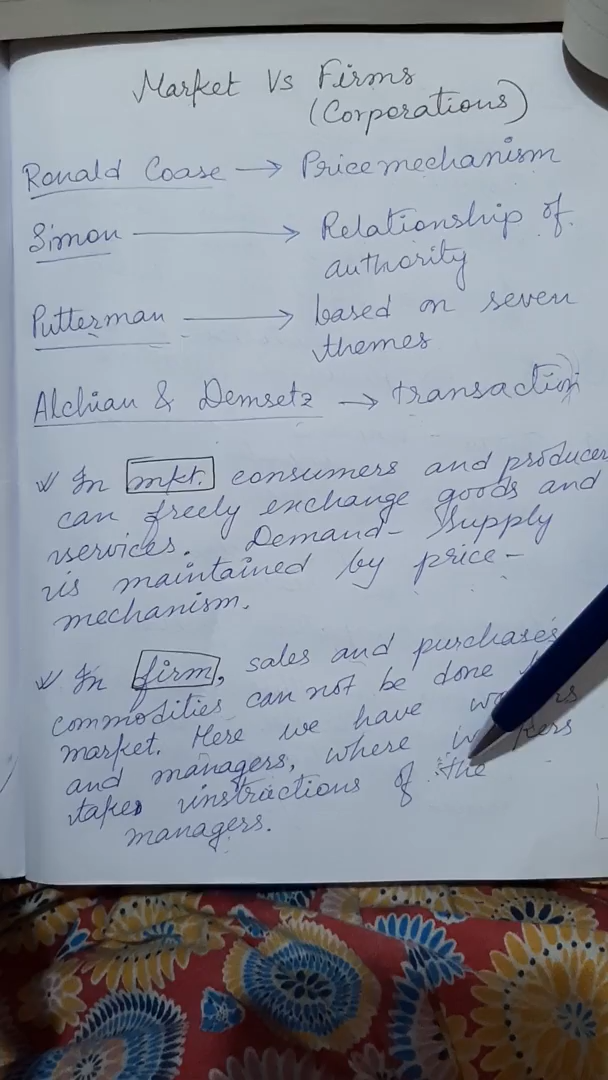 Market Vs Firms
(Corporations)
Ronald Coase → Price mechanism
Simon → Relationship of
authority
Putterman → based on seven
themes
Alchian & Demsetz → transaction
In mkt. consumers and producer
can freely exchange goods and
services. Demand - Supply
is maintained by price -
mechanism.
In firm, sales and purchases
commodities can not be done
market. Here we have
and managers, where
takes instractions of the
managers.